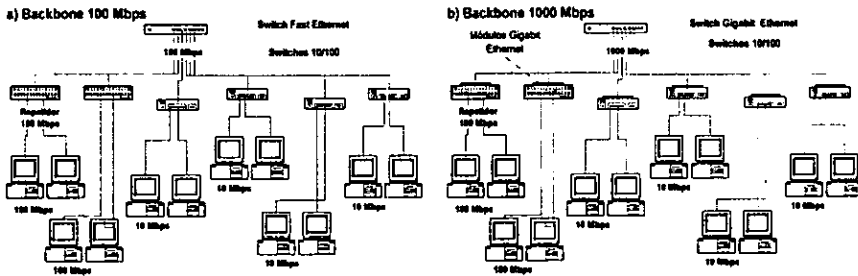 a) Backbone 100 Mbps
Switch Fast Ethernet
100 Mbps
Switches 10/100
Repetidor
100 Mbps
100 Mbps
100 Mbps
10 Mbps
10 Mbps
10 Mbps
10 Mbps
b) Backbone 1000 Mbps
Módulos Gigabit
Ethernet
Switch Gigabit Ethernet
1000 Mbps
Switches 10/100
Repetidor
100 Mbps
100 Mbps
100 Mbps
10 Mbps
10 Mbps
10 Mbps
10 Mbps